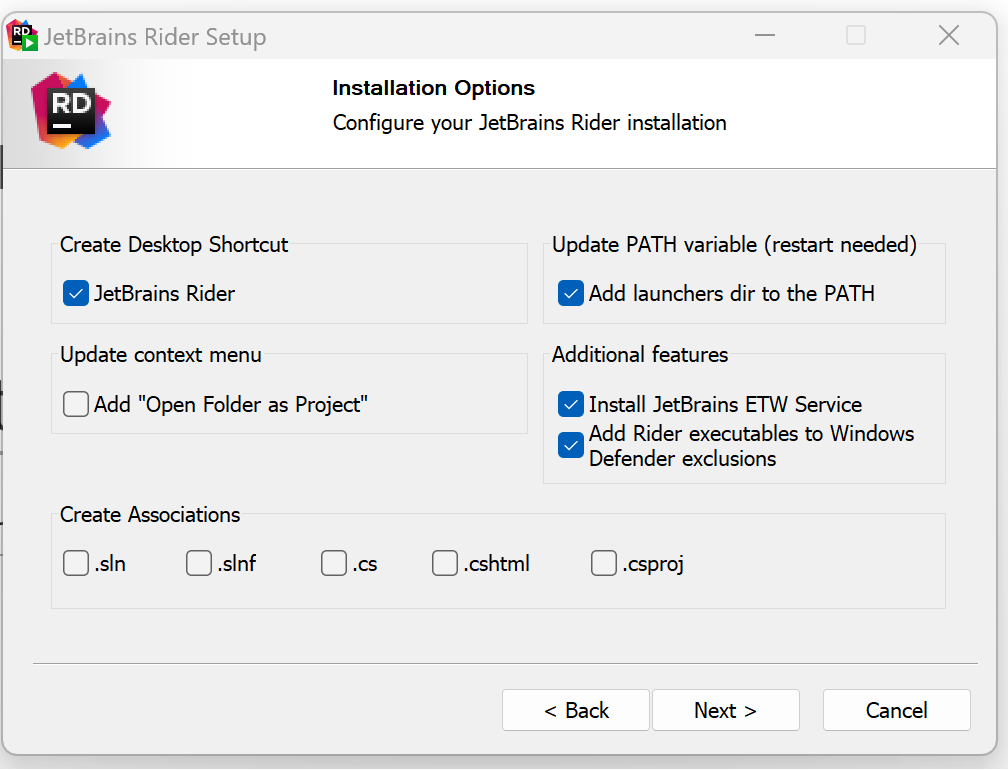 JetBrains Rider Setup
RD
Installation Options
Configure your JetBrains Rider installation
Create Desktop Shortcut
JetBrains Rider
Update PATH variable (restart needed)
Add launchers dir to the PATH
Update context menu
Add "Open Folder as Project"
Additional features
Install JetBrains ETW Service
Add Rider executables to Windows
Defender exclusions
Create Associations
.sln .slnf .cs .cshtml .csproj
< Back Next > Cancel